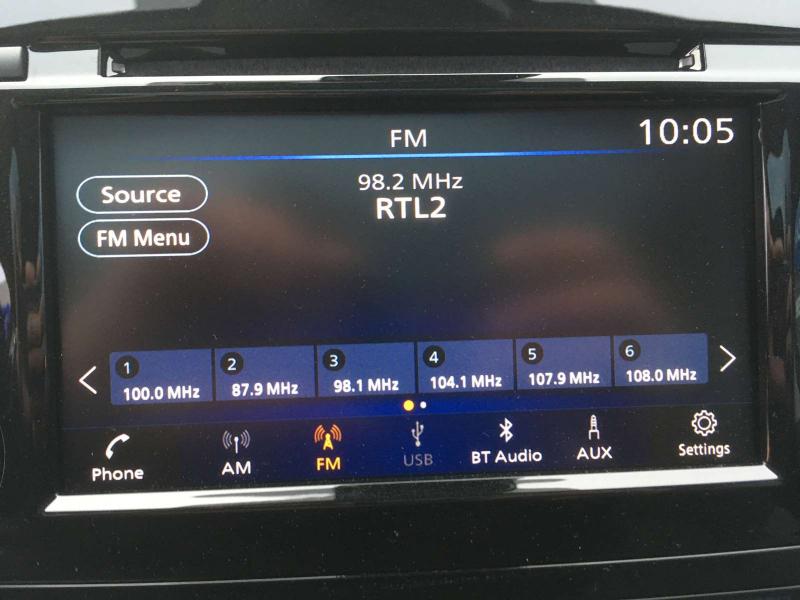 FM
10:05
98.2 MHz
RTL2
Source
FM Menu
1 2 3 4 5 6
100.0 MHz 87.9 MHz 98.1 MHz 104.1 MHz 107.9 MHz 108.0 MHz
Phone AM FM USB BT Audio AUX Settings